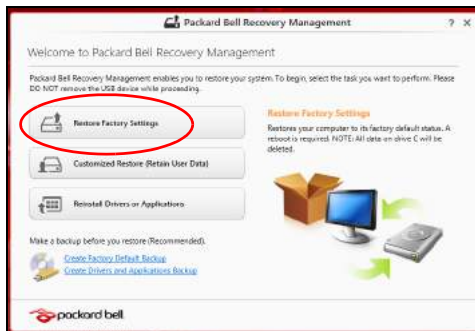 Packard Bell Recovery Management
? X
Welcome to Packard Bell Recovery Management
Packard Bell Recovery Management enables you to restore your system. To begin, select the task you want to perform. Please
DO NOT remove the USB device while proceeding.
Restore Factory Settings
Customized Restore (Retain User Data)
Reinstall Drivers or Applications
Restore Factory Settings
Restores your computer to its factory default status. A
reboot is required. NOTE: All data on drive C will be
deleted.
Make a backup before you restore (Recommended).
Create Factory Default Backup
Create Drivers and Applications Backup
packard bell